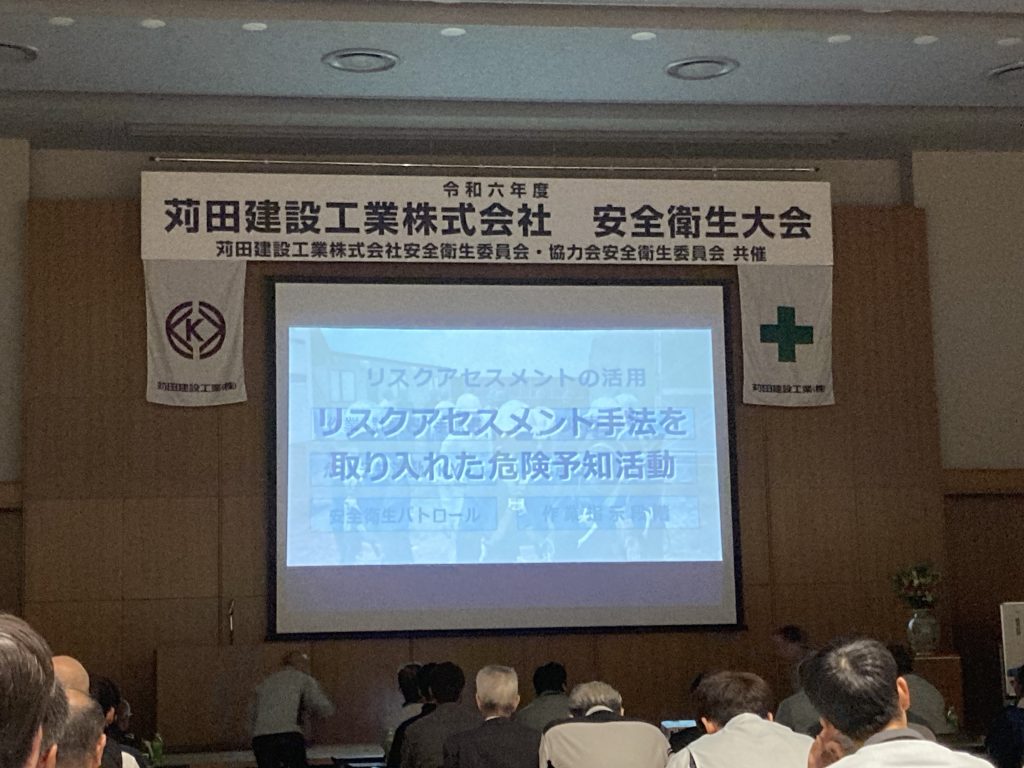 令和六年度
苅田建設工業株式会社 安全衛生大会
苅田建設工業株式会社安全衛生委員会・協力会安全衛生委員会 共催
K
苅田建設工業(株)
苅田建設工業(株)
リスクアセスメントの活用
リスクアセスメント手法を
取り入れた危険予知活動
安全衛生パトロール
作業指示